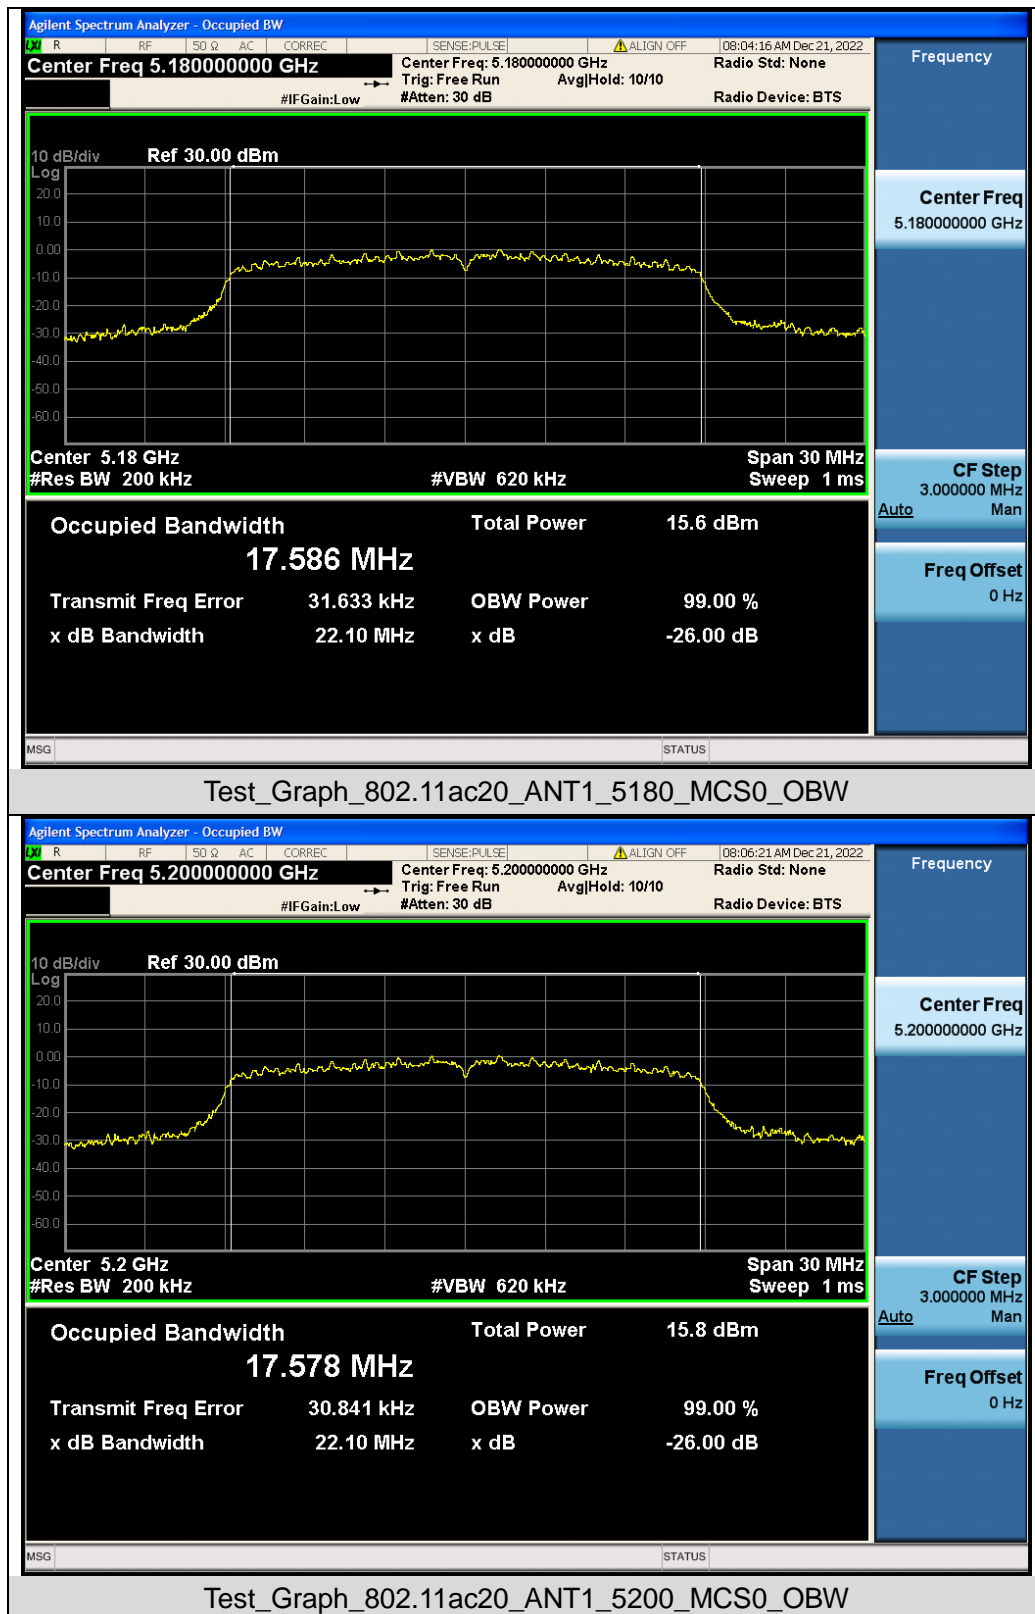 Agilent Spectrum Analyzer - Occupied BW
LXI R RF 50 Ω AC CORREC SENSE:PULSE ALIGN OFF 08:04:16 AM Dec 21, 2022
Center Freq 5.180000000 GHz Center Freq: 5.180000000 GHz Radio Std: None Frequency
Trig: Free Run Avg|Hold: 10/10
#IFGain:Low #Atten: 30 dB Radio Device: BTS
10 dB/div Ref 30.00 dBm
Log
20.0
10.0
0.00
-10.0
-20.0
-30.0
-40.0
-50.0
-60.0
Center 5.18 GHz Span 30 MHz
#Res BW 200 kHz #VBW 620 kHz Sweep 1 ms
Center Freq
5.180000000 GHz
CF Step
3.000000 MHz
Auto Man
Freq Offset
0 Hz
Occupied Bandwidth Total Power 15.6 dBm
17.586 MHz
Transmit Freq Error 31.633 kHz OBW Power 99.00 %
x dB Bandwidth 22.10 MHz x dB -26.00 dB
MSG STATUS
Test_Graph_802.11ac20_ANT1_5180_MCS0_OBW
Agilent Spectrum Analyzer - Occupied BW
LXI R RF 50 Ω AC CORREC SENSE:PULSE ALIGN OFF 08:06:21 AM Dec 21, 2022
Center Freq 5.200000000 GHz Center Freq: 5.200000000 GHz Radio Std: None Frequency
Trig: Free Run Avg|Hold: 10/10
#IFGain:Low #Atten: 30 dB Radio Device: BTS
10 dB/div Ref 30.00 dBm
Log
20.0
10.0
0.00
-10.0
-20.0
-30.0
-40.0
-50.0
-60.0
Center 5.2 GHz Span 30 MHz
#Res BW 200 kHz #VBW 620 kHz Sweep 1 ms
Center Freq
5.200000000 GHz
CF Step
3.000000 MHz
Auto Man
Freq Offset
0 Hz
Occupied Bandwidth Total Power 15.8 dBm
17.578 MHz
Transmit Freq Error 30.841 kHz OBW Power 99.00 %
x dB Bandwidth 22.10 MHz x dB -26.00 dB
MSG STATUS
Test_Graph_802.11ac20_ANT1_5200_MCS0_OBW